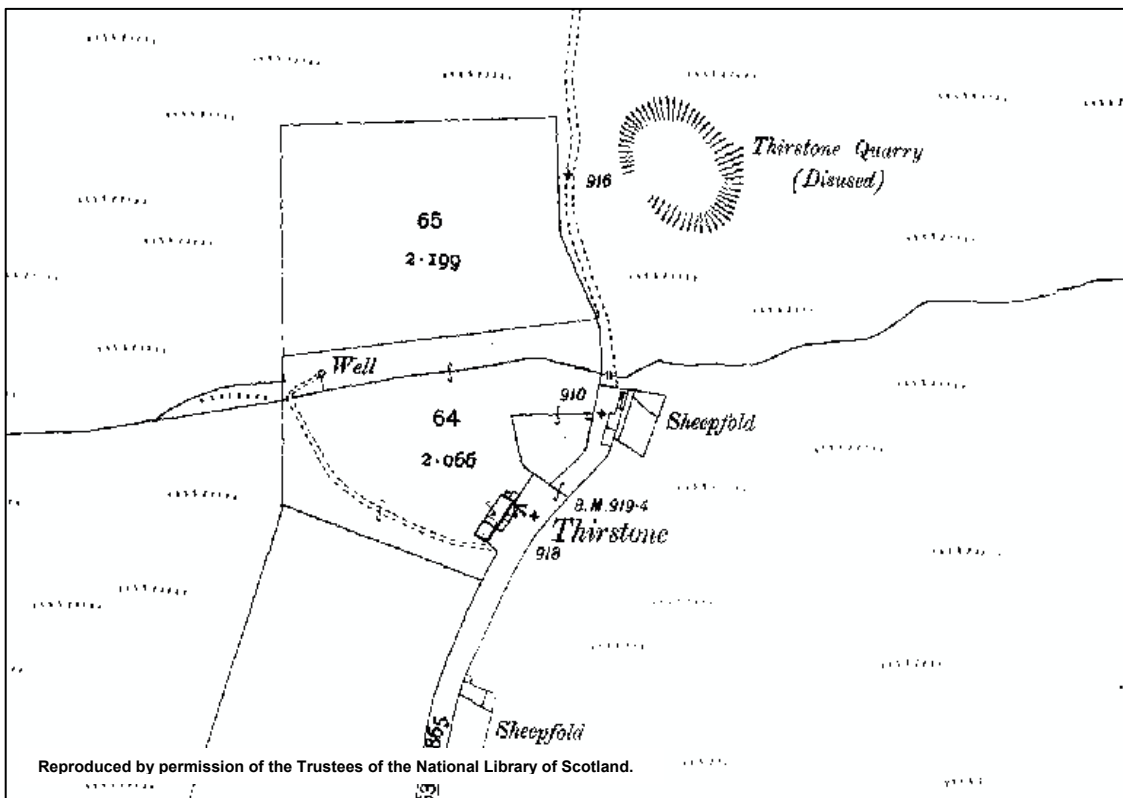 Thirstone Quarry
(Disused)
916
65
2·199
Well
910
64
2·066
Sheepfold
B.M.919·4
Thirstone
918
865
Sheepfold
Reproduced by permission of the Trustees of the National Library of Scotland.